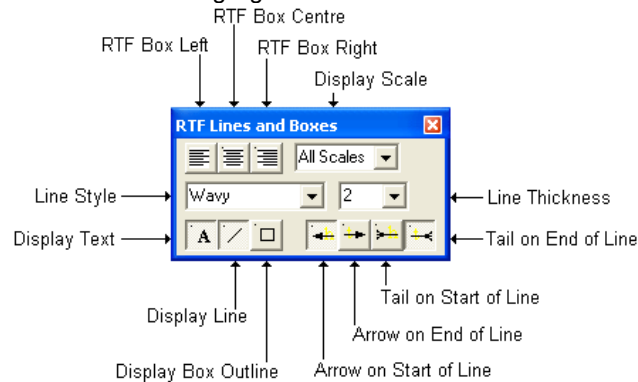 RTF Box Centre
RTF Box Left
RTF Box Right
Display Scale
RTF Lines and Boxes
All Scales
Line Style
Wavy
2
Line Thickness
Display Text
A
Tail on End of Line
Tail on Start of Line
Display Line
Arrow on End of Line
Display Box Outline
Arrow on Start of Line